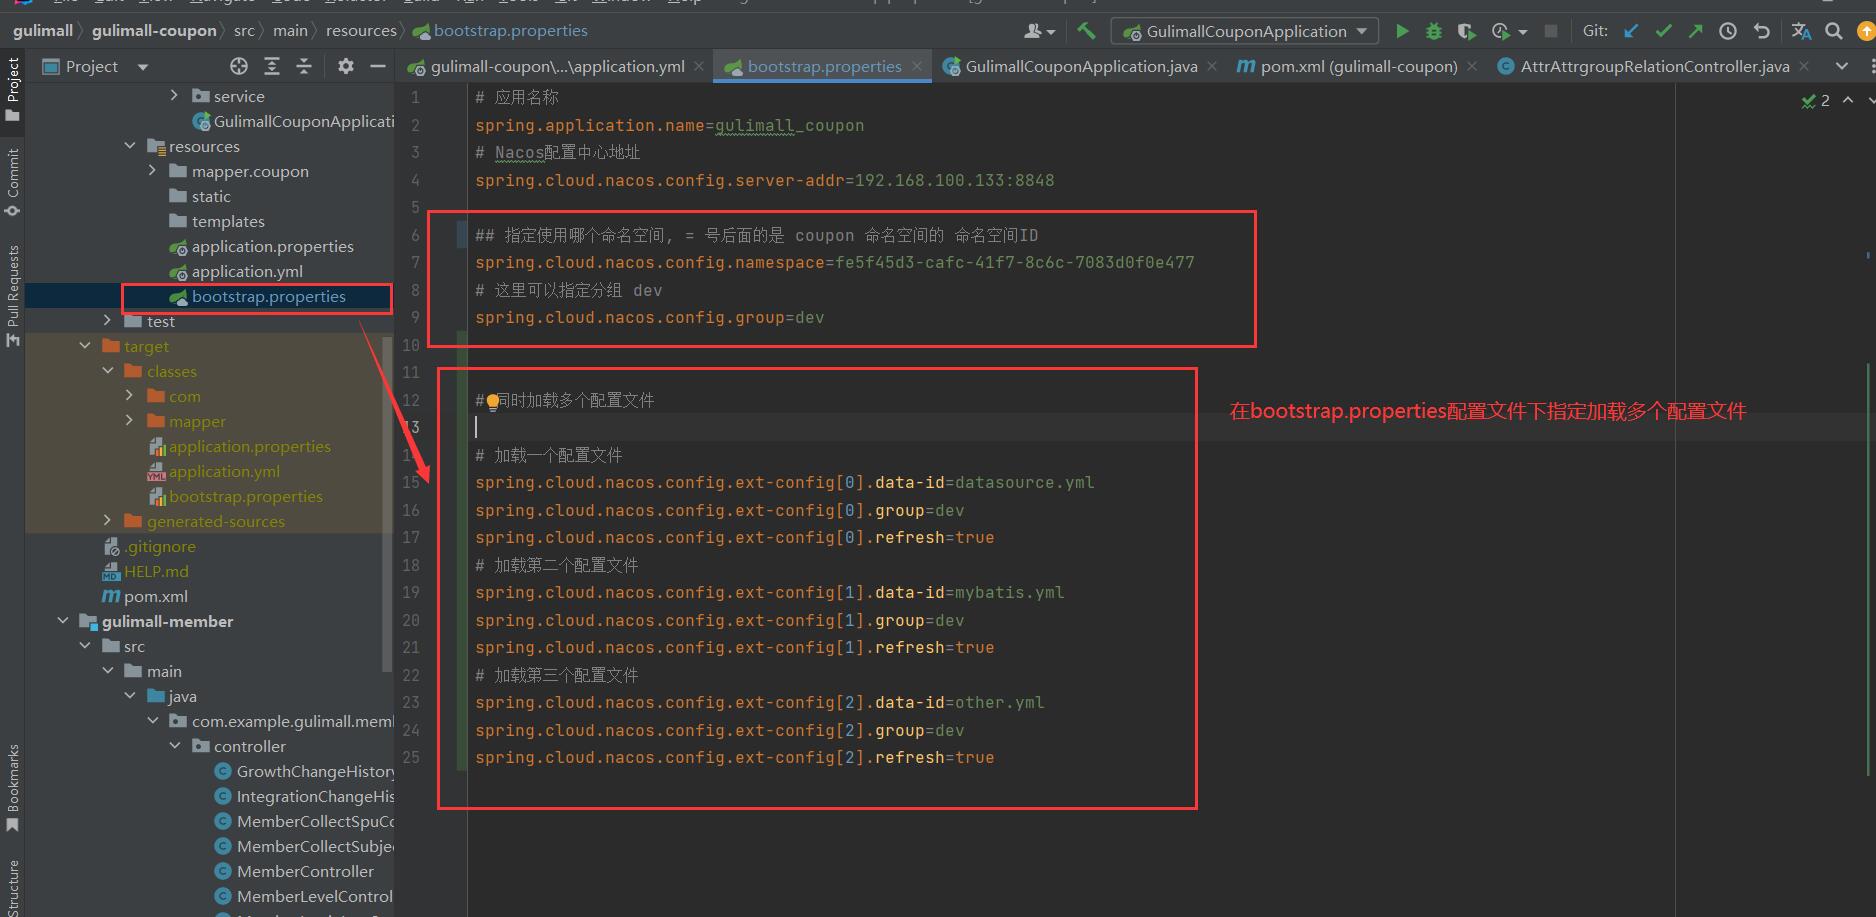 gulimall > gulimall-coupon > src > main > resources > bootstrap.properties
GulimallCouponApplication
Git:
Project
gulimall-coupon\...\application.yml
bootstrap.properties
GulimallCouponApplication.java
pom.xml (gulimall-coupon)
AttrAttrgroupRelationController.java
Project
Commit
Pull Requests
Bookmarks
Structure
service
GulimallCouponApplicati
resources
mapper.coupon
static
templates
application.properties
application.yml
bootstrap.properties
test
target
classes
com
mapper
application.properties
application.yml
bootstrap.properties
generated-sources
.gitignore
HELP.md
pom.xml
gulimall-member
src
main
java
com.example.gulimall.mem
controller
GrowthChangeHistory
IntegrationChangeHis
MemberCollectSpuCo
MemberCollectSubje
MemberController
MemberLevelControl
2
1 # 应用名称
2 spring.application.name=gulimall_coupon
3 # Nacos配置中心地址
4 spring.cloud.nacos.config.server-addr=192.168.100.133:8848
5
6 ## 指定使用哪个命名空间, = 号后面的是 coupon 命名空间的 命名空间ID
7 spring.cloud.nacos.config.namespace=fe5f45d3-cafc-41f7-8c6c-7083d0f0e477
8 # 这里可以指定分组 dev
9 spring.cloud.nacos.config.group=dev
10
11
12 # 同时加载多个配置文件
13
14 # 加载一个配置文件
15 spring.cloud.nacos.config.ext-config[0].data-id=datasource.yml
16 spring.cloud.nacos.config.ext-config[0].group=dev
17 spring.cloud.nacos.config.ext-config[0].refresh=true
18 # 加载第二个配置文件
19 spring.cloud.nacos.config.ext-config[1].data-id=mybatis.yml
20 spring.cloud.nacos.config.ext-config[1].group=dev
21 spring.cloud.nacos.config.ext-config[1].refresh=true
22 # 加载第三个配置文件
23 spring.cloud.nacos.config.ext-config[2].data-id=other.yml
24 spring.cloud.nacos.config.ext-config[2].group=dev
25 spring.cloud.nacos.config.ext-config[2].refresh=true
在bootstrap.properties配置文件下指定加载多个配置文件